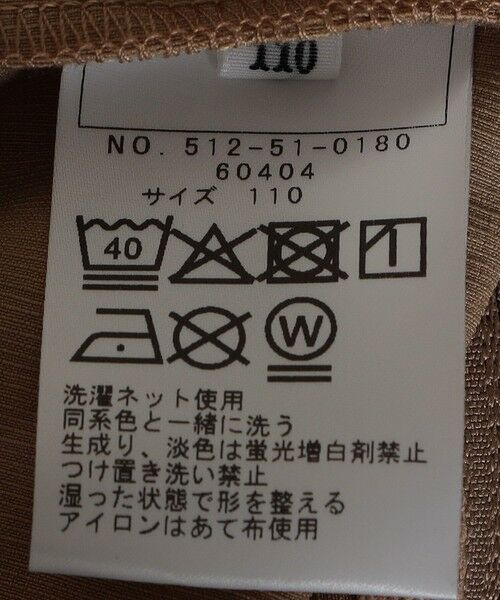 110
NO. 512-51-0180
60404
サイズ 110
40
W
洗濯ネット使用
同系色と一緒に洗う
生成り、淡色は蛍光増白剤禁止
つけ置き洗い禁止
湿った状態で形を整える
アイロンはあて布使用